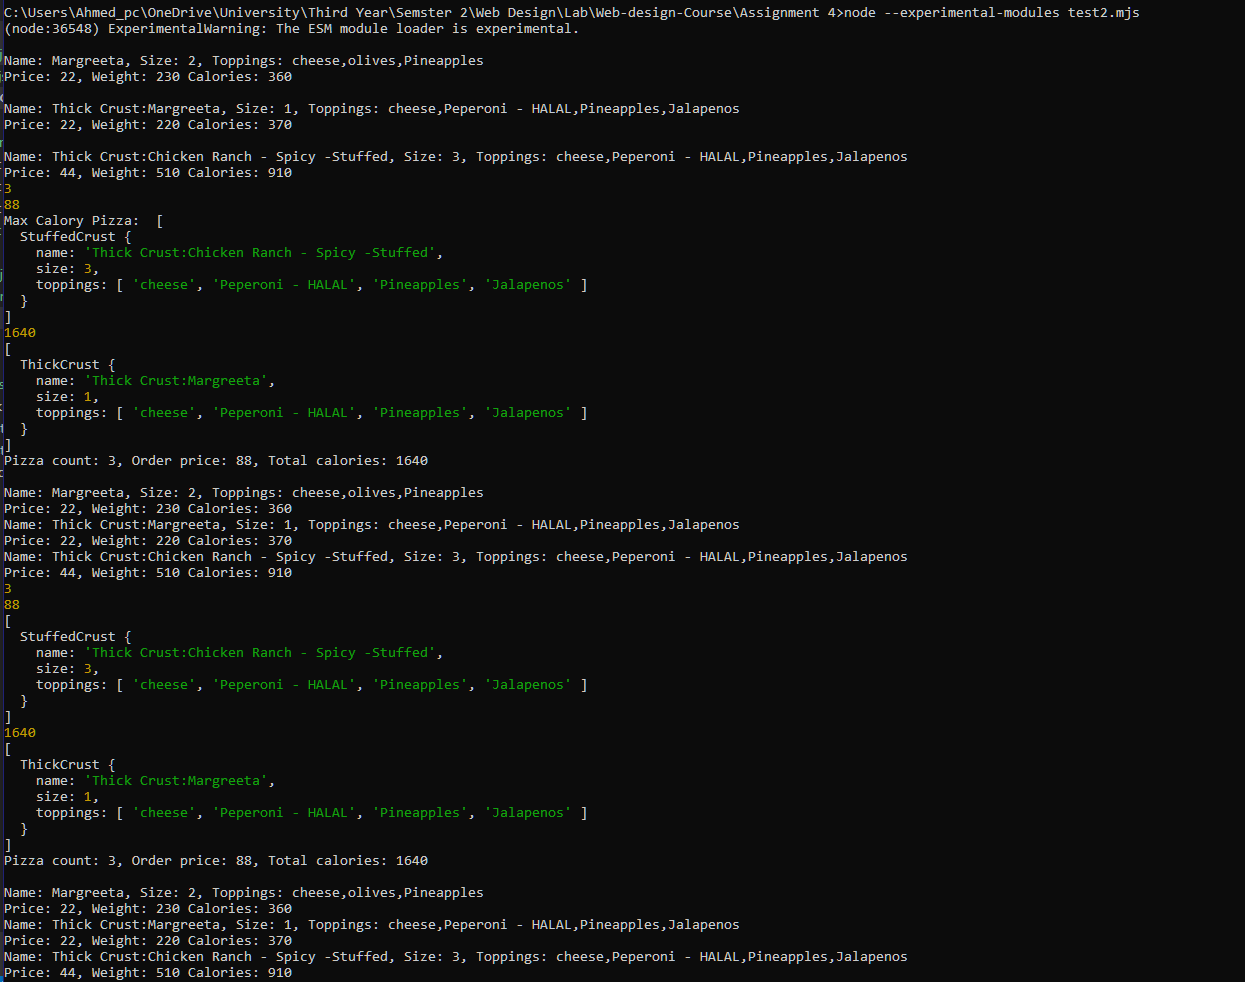 C:\Users\Ahmed_pc\OneDrive\University\Third Year\Semster 2\Web Design\Lab\Web-design-Course\Assignment 4>node --experimental-modules test2.mjs
(node:36548) ExperimentalWarning: The ESM module loader is experimental.
Name: Margreeta, Size: 2, Toppings: cheese,olives,Pineapples
Price: 22, Weight: 230 Calories: 360
Name: Thick Crust:Margreeta, Size: 1, Toppings: cheese,Peperoni - HALAL,Pineapples,Jalapenos
Price: 22, Weight: 220 Calories: 370
Name: Thick Crust:Chicken Ranch - Spicy -Stuffed, Size: 3, Toppings: cheese,Peperoni - HALAL,Pineapples,Jalapenos
Price: 44, Weight: 510 Calories: 910
3
88
Max Calory Pizza:  [
  StuffedCrust {
    name: 'Thick Crust:Chicken Ranch - Spicy -Stuffed',
    size: 3,
    toppings: [ 'cheese', 'Peperoni - HALAL', 'Pineapples', 'Jalapenos' ]
  }
]
1640
[
  ThickCrust {
    name: 'Thick Crust:Margreeta',
    size: 1,
    toppings: [ 'cheese', 'Peperoni - HALAL', 'Pineapples', 'Jalapenos' ]
  }
]
Pizza count: 3, Order price: 88, Total calories: 1640
Name: Margreeta, Size: 2, Toppings: cheese,olives,Pineapples
Price: 22, Weight: 230 Calories: 360
Name: Thick Crust:Margreeta, Size: 1, Toppings: cheese,Peperoni - HALAL,Pineapples,Jalapenos
Price: 22, Weight: 220 Calories: 370
Name: Thick Crust:Chicken Ranch - Spicy -Stuffed, Size: 3, Toppings: cheese,Peperoni - HALAL,Pineapples,Jalapenos
Price: 44, Weight: 510 Calories: 910
3
88
[
  StuffedCrust {
    name: 'Thick Crust:Chicken Ranch - Spicy -Stuffed',
    size: 3,
    toppings: [ 'cheese', 'Peperoni - HALAL', 'Pineapples', 'Jalapenos' ]
  }
]
1640
[
  ThickCrust {
    name: 'Thick Crust:Margreeta',
    size: 1,
    toppings: [ 'cheese', 'Peperoni - HALAL', 'Pineapples', 'Jalapenos' ]
  }
]
Pizza count: 3, Order price: 88, Total calories: 1640
Name: Margreeta, Size: 2, Toppings: cheese,olives,Pineapples
Price: 22, Weight: 230 Calories: 360
Name: Thick Crust:Margreeta, Size: 1, Toppings: cheese,Peperoni - HALAL,Pineapples,Jalapenos
Price: 22, Weight: 220 Calories: 370
Name: Thick Crust:Chicken Ranch - Spicy -Stuffed, Size: 3, Toppings: cheese,Peperoni - HALAL,Pineapples,Jalapenos
Price: 44, Weight: 510 Calories: 910